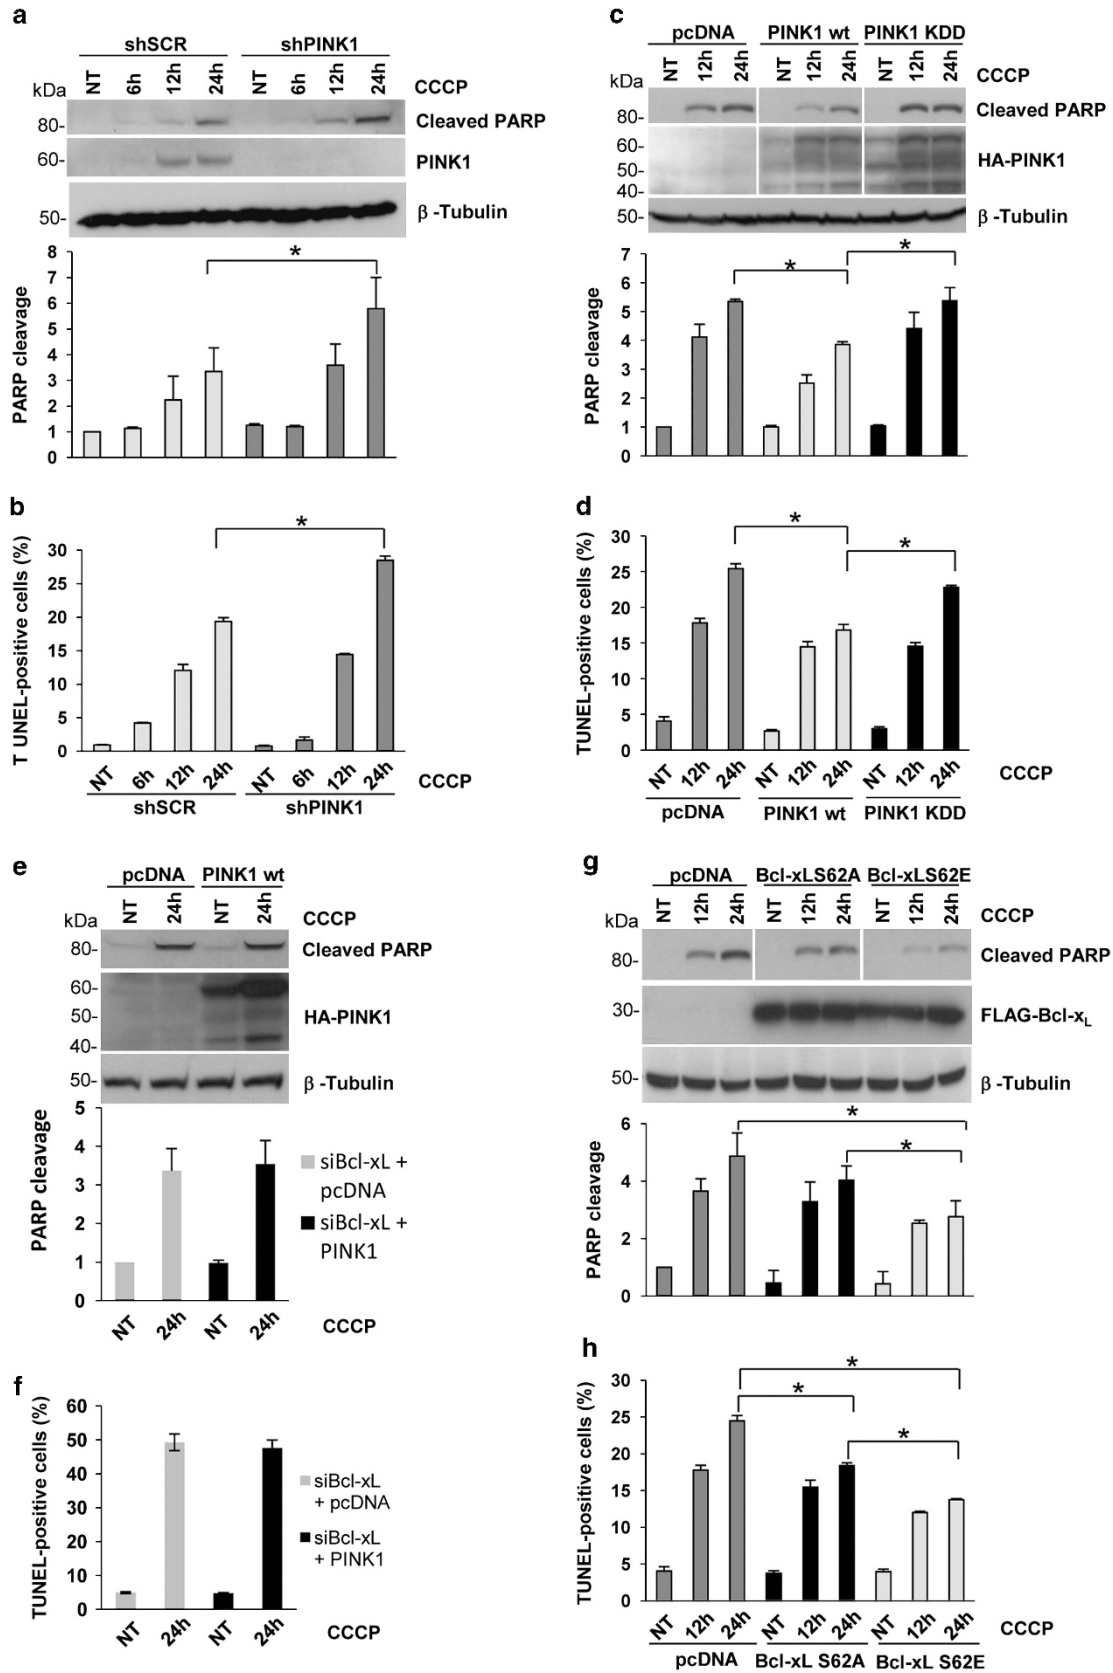 a
shSCR shPINK1
NT 6h 12h 24h NT 6h 12h 24h CCCP
kDa
80- Cleaved PARP
60- PINK1
50- β -Tubulin
PARP cleavage
8
7
6
5
4
3
2
1
0
*
b
T UNEL-positive cells (%)
30
25
20
15
10
5
0
*
NT 6h 12h 24h NT 6h 12h 24h CCCP
shSCR shPINK1
c
pcDNA PINK1 wt PINK1 KDD
NT 12h 24h NT 12h 24h NT 12h 24h CCCP
kDa
80- Cleaved PARP
60-
50- HA-PINK1
40-
50- β -Tubulin
PARP cleavage
7
6
5
4
3
2
1
0
* *
d
TUNEL-positive cells (%)
30
25
20
15
10
5
0
* *
NT 12h 24h NT 12h 24h NT 12h 24h CCCP
pcDNA PINK1 wt PINK1 KDD
e
pcDNA PINK1 wt
NT 24h NT 24h CCCP
kDa
80- Cleaved PARP
60-
50- HA-PINK1
40-
50- β -Tubulin
PARP cleavage
5
4
3
2
1
0
siBcl-xL +
pcDNA
siBcl-xL +
PINK1
NT 24h NT 24h CCCP
f
TUNEL-positive cells (%)
60
50
40
30
20
10
0
siBcl-xL
+ pcDNA
siBcl-xL
+ PINK1
NT 24h NT 24h CCCP
g
pcDNA Bcl-xLS62A Bcl-xLS62E
NT 12h 24h NT 12h 24h NT 12h 24h CCCP
kDa
80- Cleaved PARP
30- FLAG-Bcl-xL
50- β -Tubulin
PARP cleavage
6
4
2
0
*
*
h
TUNEL-positive cells (%)
30
25
20
15
10
5
0
*
*
*
NT 12h 24h NT 12h 24h NT 12h 24h CCCP
pcDNA Bcl-xL S62A Bcl-xL S62E